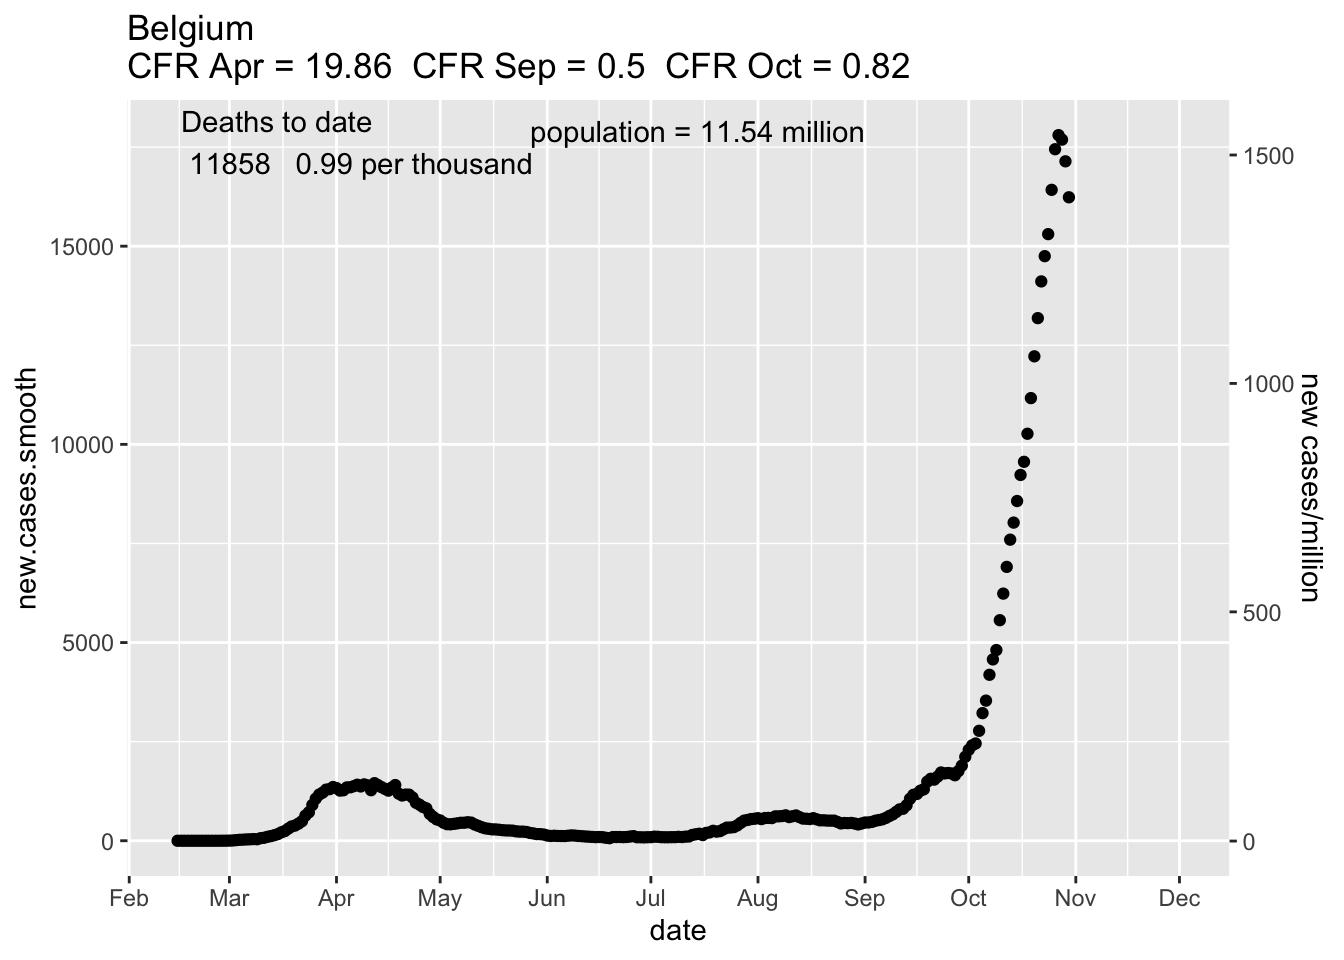 Belgium
CFR Apr = 19.86  CFR Sep = 0.5  CFR Oct = 0.82
Deaths to date
population = 11.54 million
11858   0.99 per thousand
1500
15000
1000
10000
new.cases.smooth
new cases/million
500
5000
0
0
Feb Mar Apr May Jun Jul Aug Sep Oct Nov Dec
date